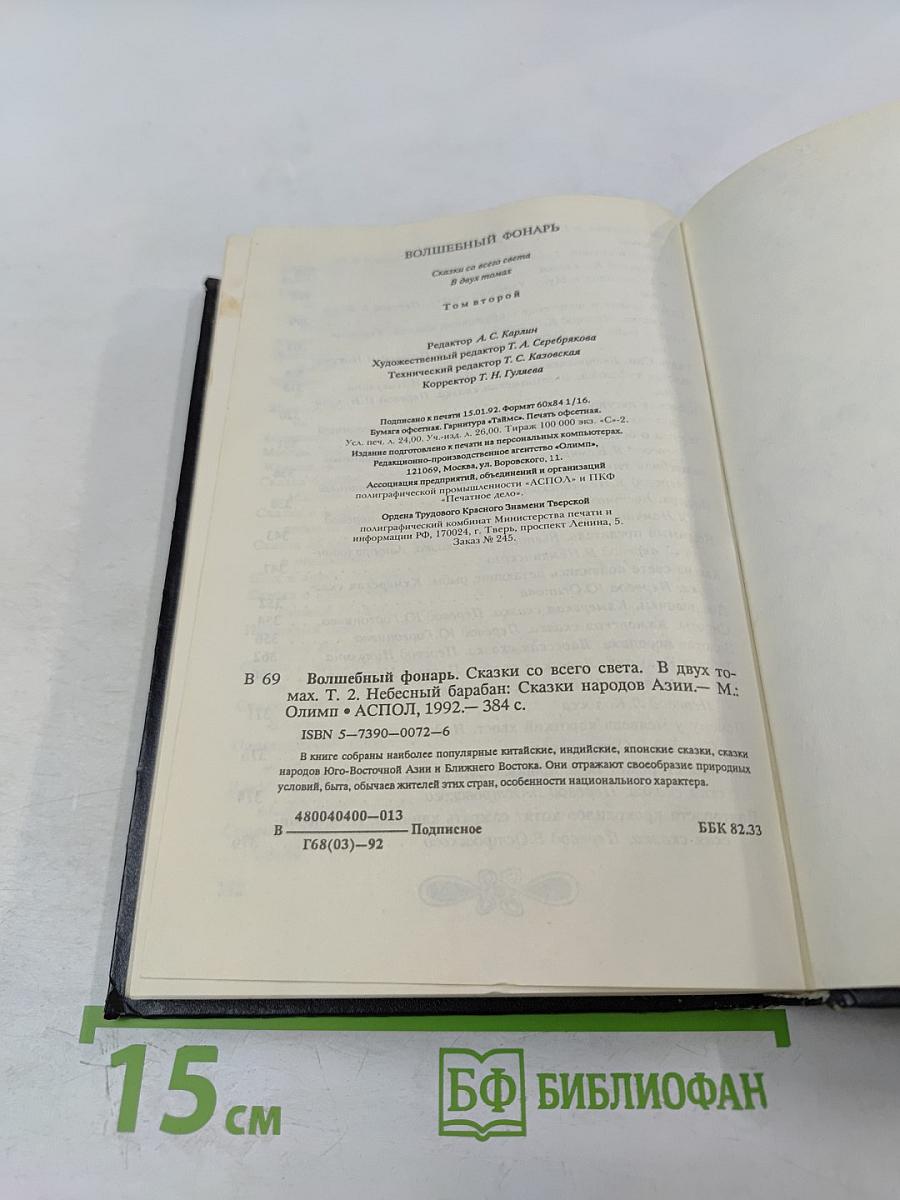 ВОЛШЕБНЫЙ ФОНАРЬ
Сказки со всего света
В двух томах
Том второй
Редактор А. С. Карлин
Художественный редактор Т. А. Серебрякова
Технический редактор Т. С. Казовская
Корректор Т. Н. Гуляева
Подписано к печати 15.01.92. Формат 60х84 1/16.
Бумага офсетная. Гарнитура «Таймс». Печать офсетная.
Усл. печ. л. 24,00. Уч.-изд. л. 26,00. Тираж 100 000 экз. «С»-2.
Издание подготовлено к печати на персональных компьютерах.
Редакционно-производственное агентство «Олимп»,
121069, Москва, ул. Воровского, 11.
Ассоциация предприятий, объединений и организаций
полиграфической промышленности «АСПОЛ» и ПКФ
«Печатное дело».
Ордена Трудового Красного Знамени Тверской
полиграфический комбинат Министерства печати и
информации РФ, 170024, г. Тверь, проспект Ленина, 5.
Заказ № 245.
В 69 Волшебный фонарь. Сказки со всего света. В двух то-
мах. Т. 2. Небесный барабан: Сказки народов Азии.— М.:
Олимп • АСПОЛ, 1992.— 384 с.
ISBN 5—7390—0072—6
В книге собраны наиболее популярные китайские, индийские, японские сказки, сказки
народов Юго-Восточной Азии и Ближнего Востока. Они отражают своеобразие природных
условий, быта, обычаев жителей этих стран, особенности национального характера.
480040400—013
В Подписное ББК 82.33
Г68(03)—92
15 см
БФ БИБЛИОФАН